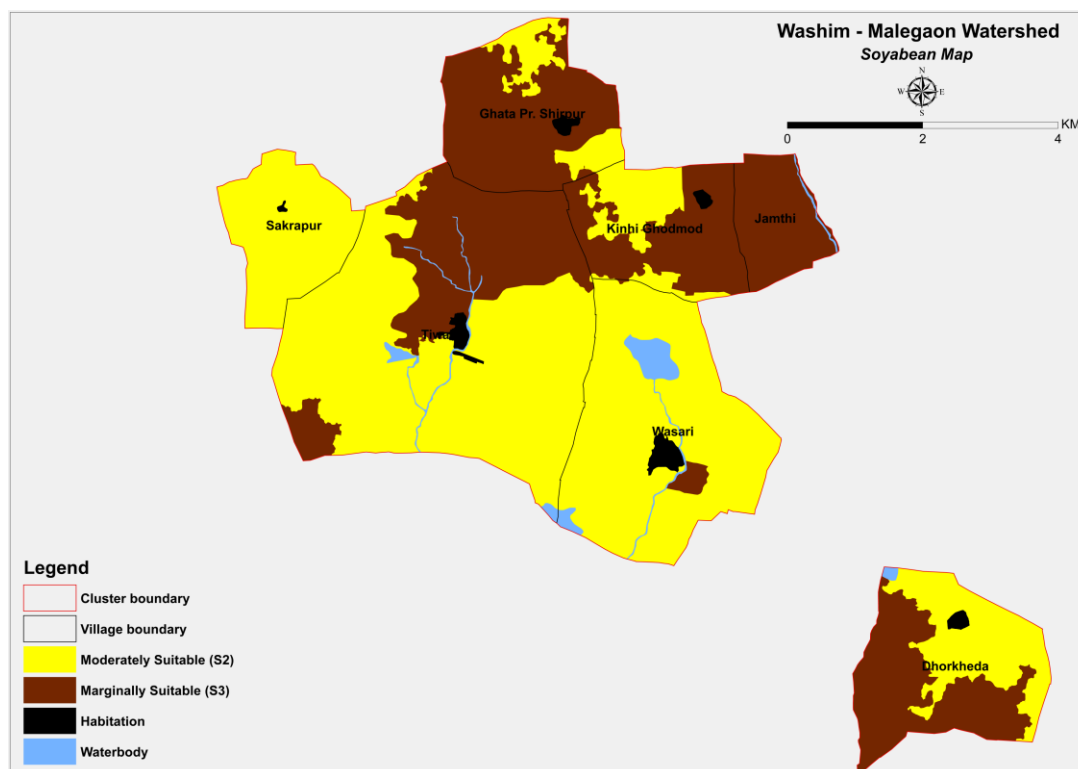 Washim - Malegaon Watershed
Soyabean Map
N
W E
S
KM
0 2 4
Ghata Pr. Shirpur
Sakrapur
Kinhi Ghodmod
Jamthi
Wasari
Dhorkheda
Legend
Cluster boundary
Village boundary
Moderately Suitable (S2)
Marginally Suitable (S3)
Habitation
Waterbody